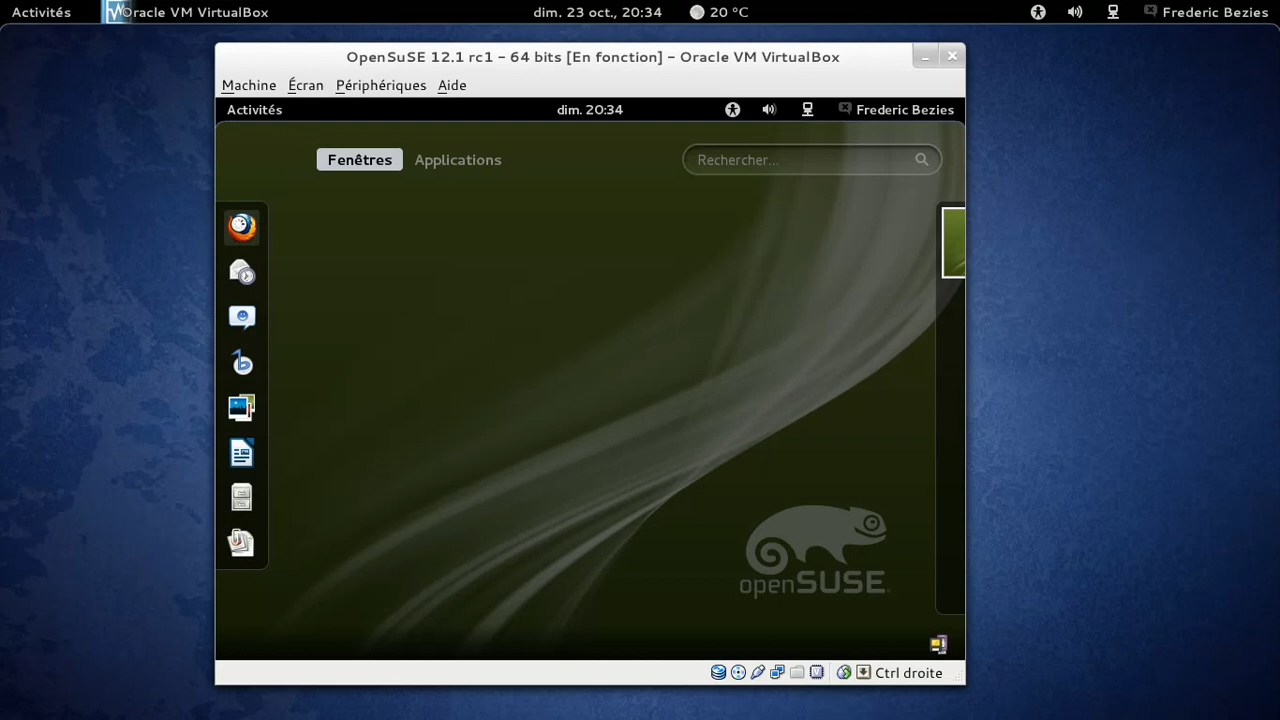 Activités Oracle VM VirtualBox dim. 23 oct., 20:34 20 °C Frederic Bezies
OpenSuSE 12.1 rc1 - 64 bits [En fonction] - Oracle VM VirtualBox
Machine Écran Périphériques Aide
Activités dim. 20:34 Frederic Bezies
Fenêtres Applications Rechercher...
openSUSE
Ctrl droite